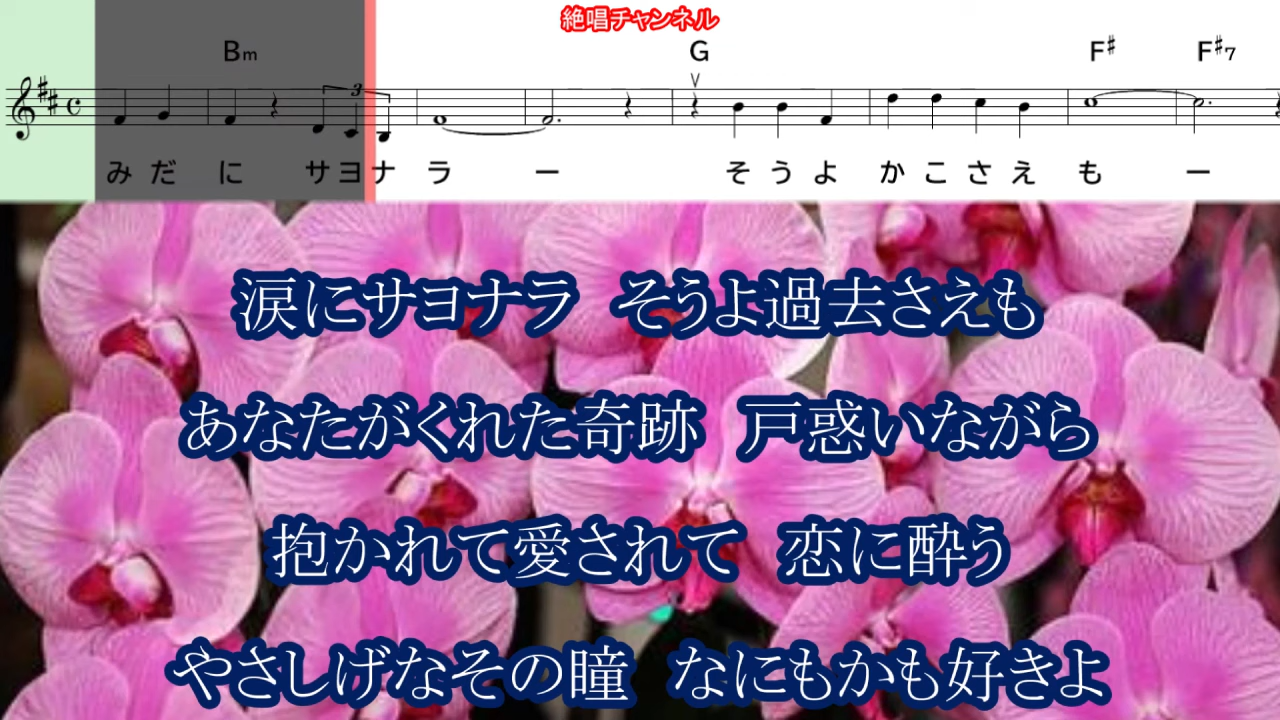 絶唱チャンネル
Bm G F♯ F♯7
3
みだに サヨナラー そうよ かこさえ もー
涙にサヨナラ　そうよ過去さえも
あなたがくれた奇跡　戸惑いながら
抱かれて愛されて　恋に酔う
やさしげなその瞳　なにもかも好きよ